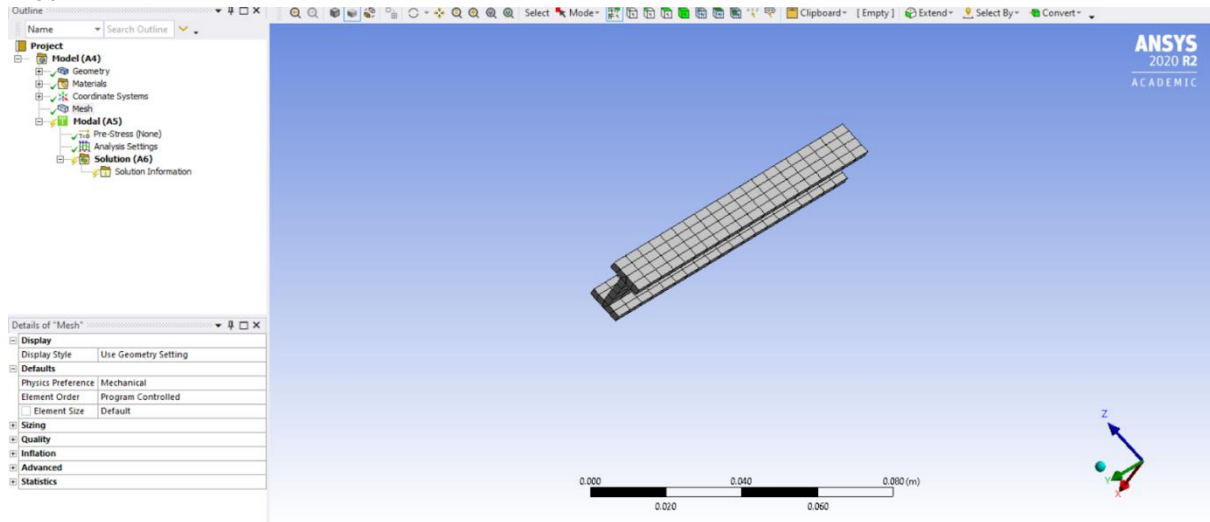 Outline
Select Mode Clipboard [ Empty ] Extend Select By Convert
Name Search Outline
Project
Model (A4)
Geometry
Materials
Coordinate Systems
Mesh
Modal (A5)
T=0 Pre-Stress (None)
Analysis Settings
Solution (A6)
Solution Information
ANSYS
2020 R2
ACADEMIC
Details of "Mesh"
Display
Display Style Use Geometry Setting
Defaults
Physics Preference Mechanical
Element Order Program Controlled
Element Size Default
Sizing
Quality
Inflation
Advanced
Statistics
0.000 0.040 0.080 (m)
0.020 0.060
Z
Y
X